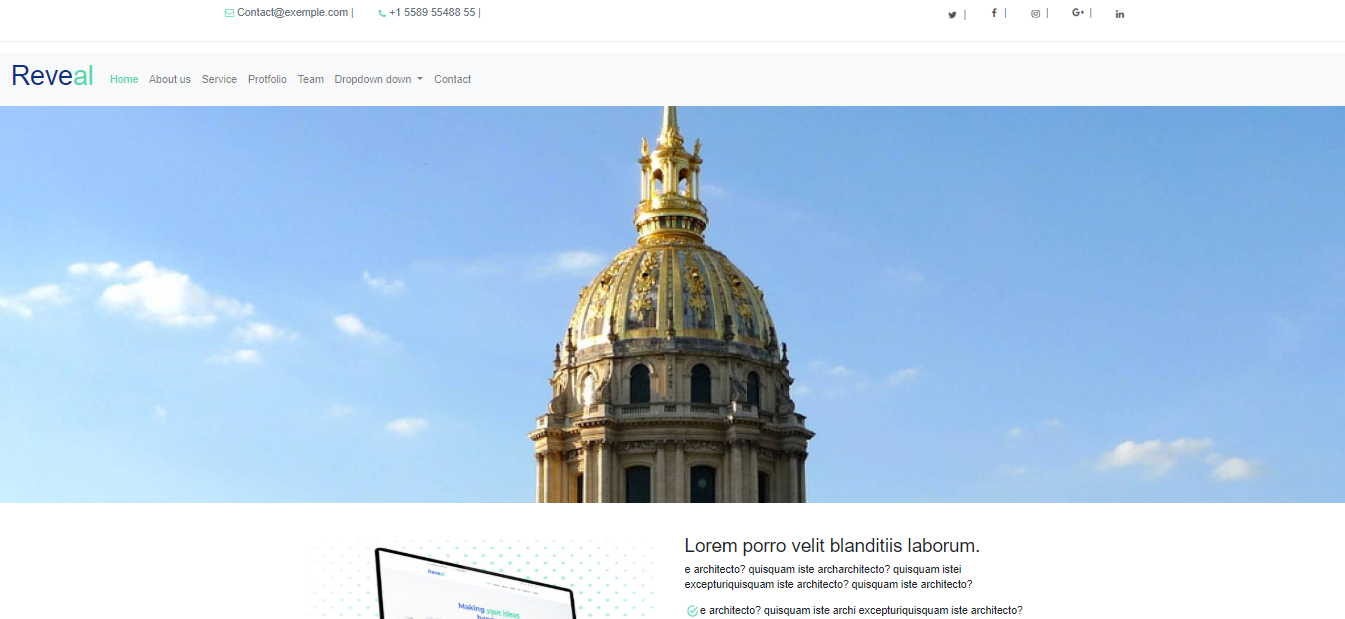 Contact@exemple.com | +1 5589 55488 55 | | | | G+ | in
Reveal Home About us Service Protfolio Team Dropdown down Contact
Lorem porro velit blanditiis laborum.
e architecto? quisquam iste archarchitecto? quisquam istei
excepturiquisquam iste architecto? quisquam iste architecto?
e architecto? quisquam iste archi excepturiquisquam iste architecto?
Reveal
Making your ideas